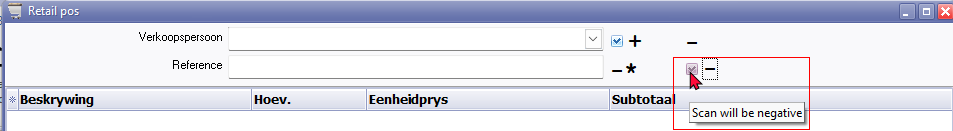 Retail pos
Verkoopspersoon + –
Reference –* –
Beskrywing Hoev. Eenheidprys Subtotaal
Scan will be negative